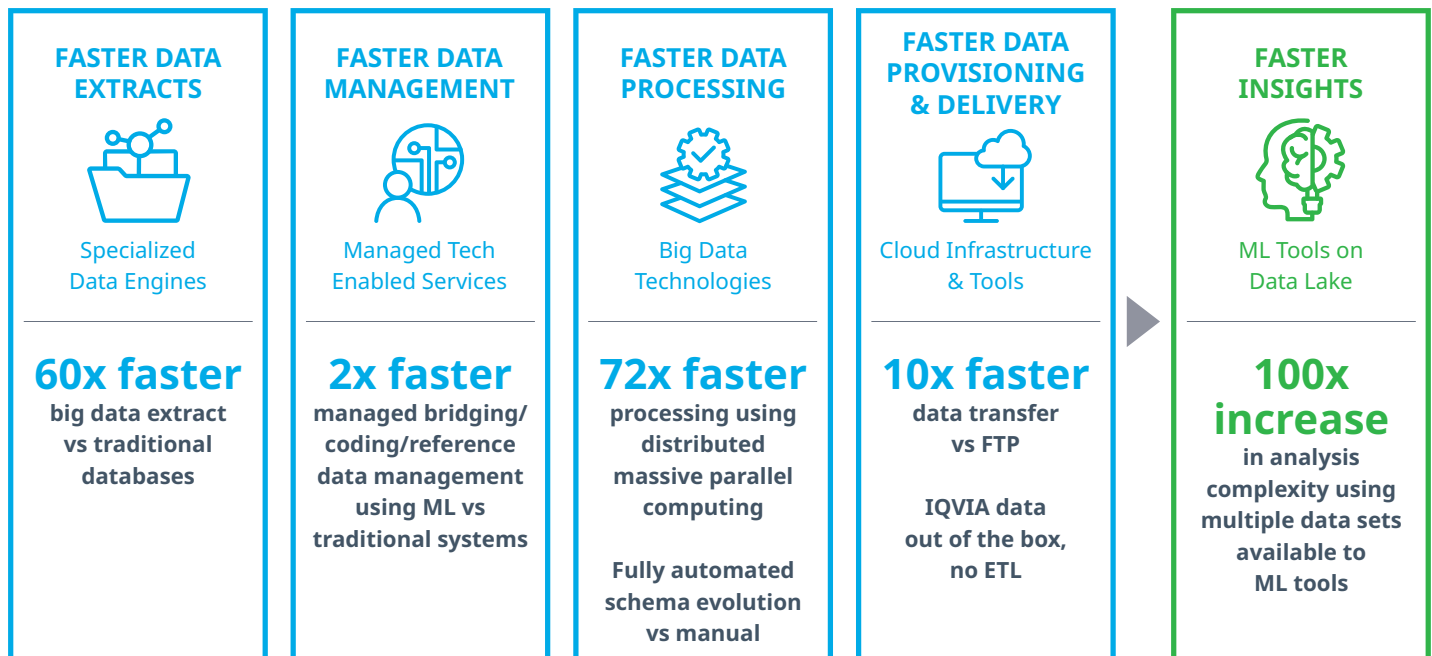 FASTER DATA
EXTRACTS
Specialized
Data Engines
60x faster
big data extract
vs traditional
databases
FASTER DATA
MANAGEMENT
Managed Tech
Enabled Services
2x faster
managed bridging/
coding/reference
data management
using ML vs
traditional systems
FASTER DATA
PROCESSING
Big Data
Technologies
72x faster
processing using
distributed
massive parallel
computing
Fully automated
schema evolution
vs manual
FASTER DATA
PROVISIONING
& DELIVERY
Cloud Infrastructure
& Tools
10x faster
data transfer
vs FTP
IQVIA data
out of the box,
no ETL
FASTER
INSIGHTS
ML Tools on
Data Lake
100x
increase
in analysis
complexity using
multiple data sets
available to
ML tools